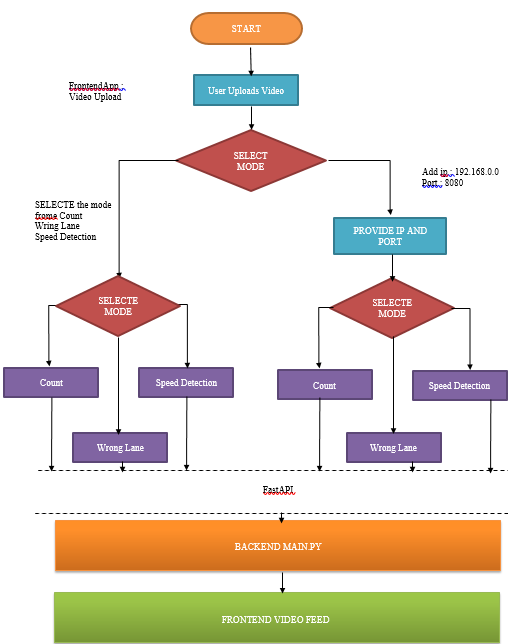 START
FrontendApp :
Video Upload
User Uploads Video
SELECT
MODE
Add ip : 192.168.0.0
Port : 8080
SELECTE the mode
frome Count
Wring Lane
Speed Detection
PROVIDE IP AND
PORT
SELECTE
MODE
SELECTE
MODE
Count
Speed Detection
Count
Speed Detection
Wrong Lane
Wrong Lane
FastAPI
BACKEND MAIN.PY
FRONTEND VIDEO FEED